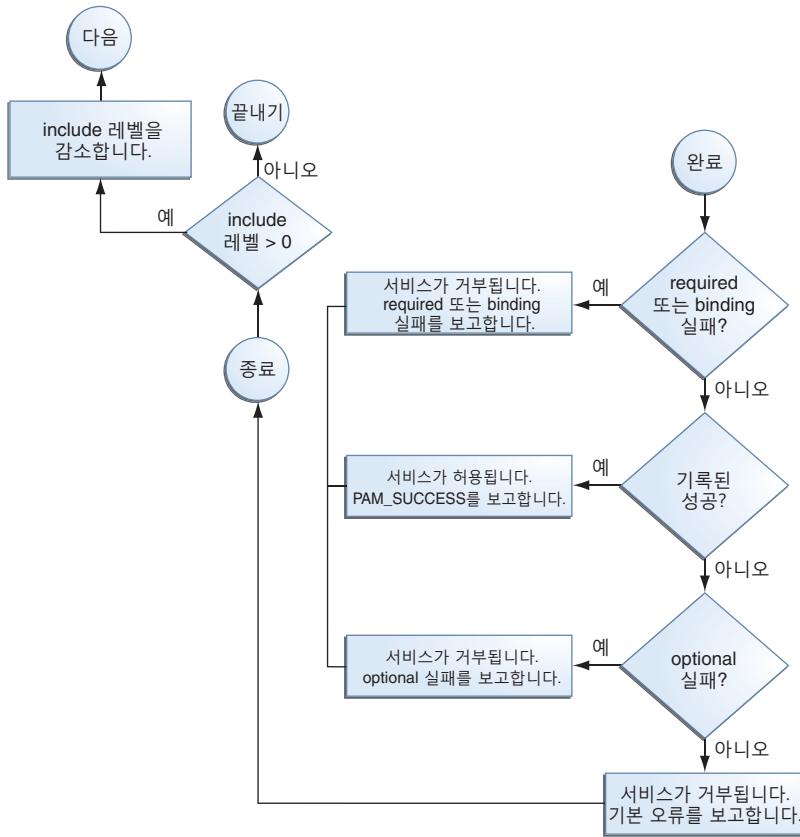 다음
include 레벨을
감소합니다.
끝내기
아니오
예
include
레벨 > 0
종료
완료
required
또는 binding
실패?
예
서비스가 거부됩니다.
required 또는 binding
실패를 보고합니다.
아니오
기록된
성공?
예
서비스가 허용됩니다.
PAM_SUCCESS를 보고합니다.
아니오
optional
실패?
예
서비스가 거부됩니다.
optional 실패를 보고합니다.
아니오
서비스가 거부됩니다.
기본 오류를 보고합니다.